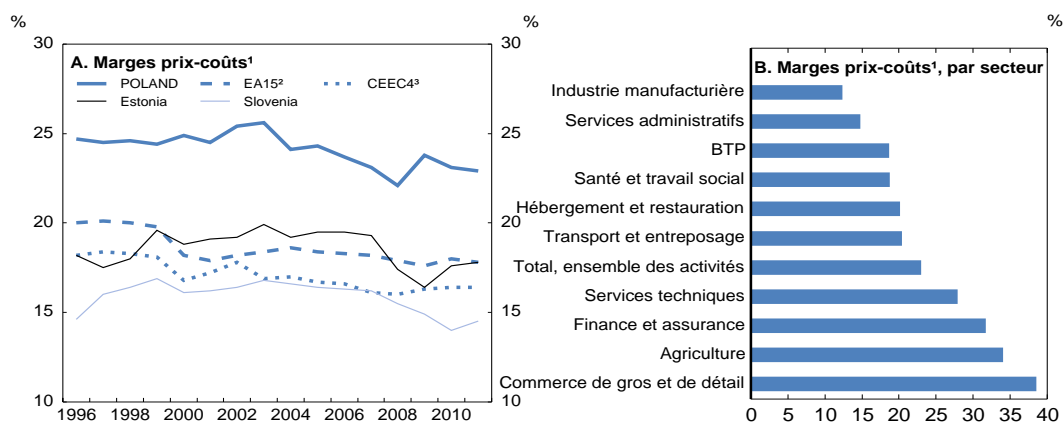 %
%
%
30
30
A. Marges prix-coûts¹
POLAND
EA15²
CEEC4³
Estonia
Slovenia
25
25
20
20
15
15
10
10
1996 1998 2000 2002 2004 2006 2008 2010
B. Marges prix-coûts¹, par secteur
Industrie manufacturière
Services administratifs
BTP
Santé et travail social
Hébergement et restauration
Transport et entreposage
Total, ensemble des activités
Services techniques
Finance et assurance
Agriculture
Commerce de gros et de détail
0 5 10 15 20 25 30 35 40